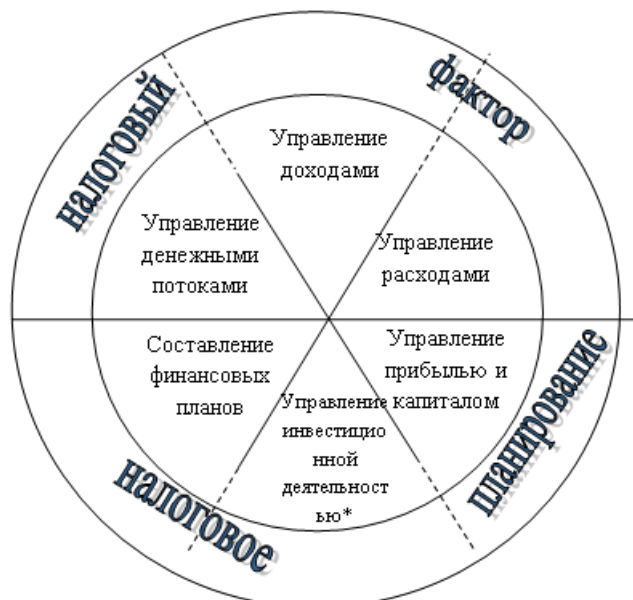 налоговый
фактор
Управление
доходами
Управление
денежными
потоками
Управление
расходами
Составление
финансовых
планов
Управление
прибылью и
капиталом
Управление
инвестицио
нной
деятельност
ью*
налоговое
планирование